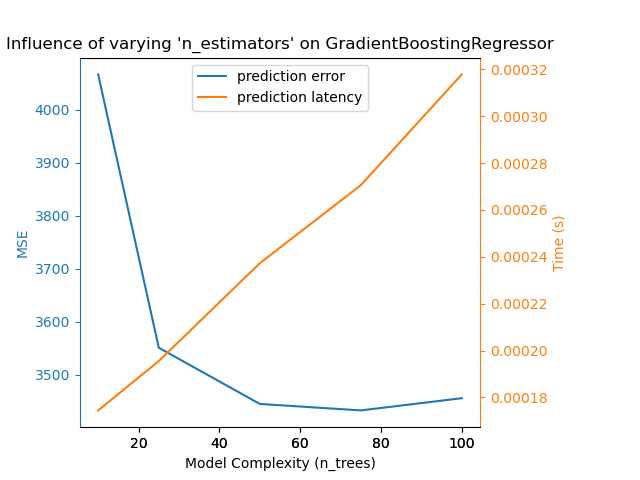 Influence of varying 'n_estimators' on GradientBoostingRegressor
prediction error
prediction latency
MSE
4000
3900
3800
3700
3600
3500
0.00032
0.00030
0.00028
0.00026
0.00024
0.00022
0.00020
0.00018
Time (s)
20 40 60 80 100
Model Complexity (n_trees)